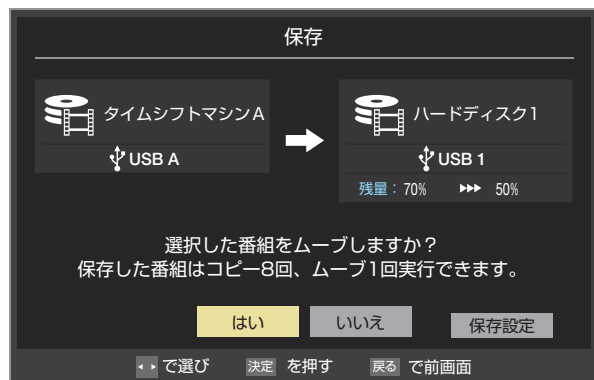 保存
タイムシフトマシンA
USB A
ハードディスク1
USB 1
残量：70% ▶▶▶ 50%
選択した番組をムーブしますか？
保存した番組はコピー8回、ムーブ1回実行できます。
はい いいえ 保存設定
で選び 決定 を押す 戻る で前画面